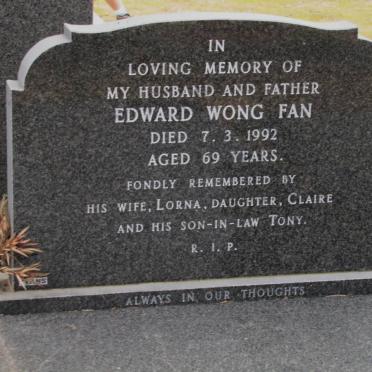 IN
LOVING MEMORY OF
MY HUSBAND AND FATHER
EDWARD WONG FAN
DIED 7. 3. 1992
AGED 69 YEARS.
FONDLY REMEMBERED BY
HIS WIFE, LORNA, DAUGHTER, CLAIRE
AND HIS SON-IN-LAW TONY.
R. I. P.
ALWAYS IN OUR THOUGHTS